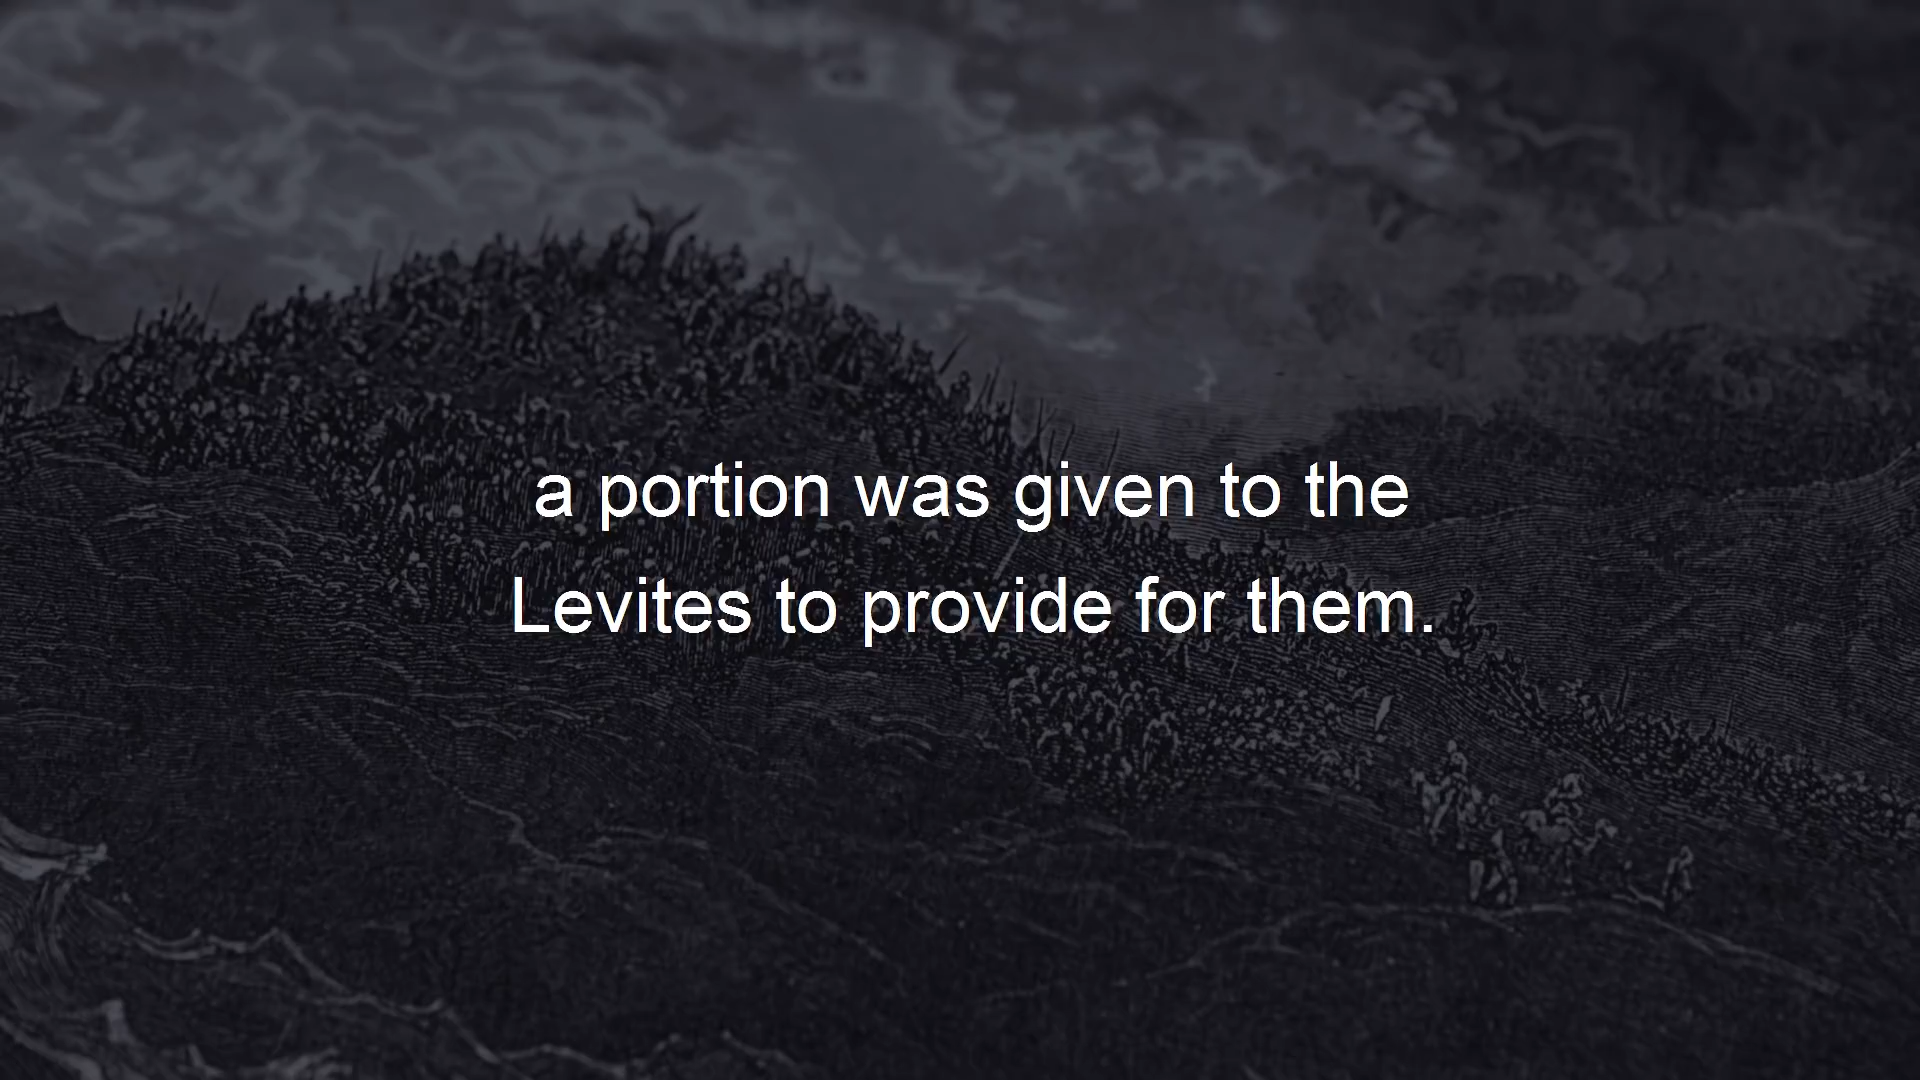 a portion was given to the
Levites to provide for them.